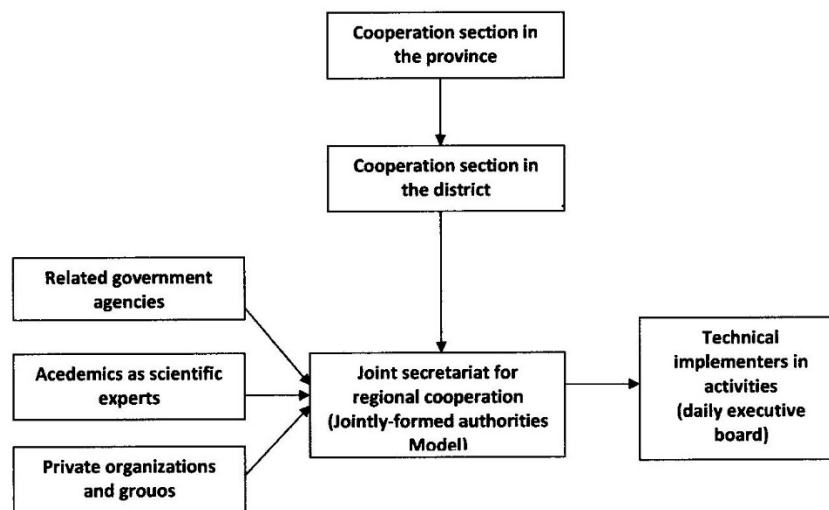 Cooperation section in
the province
Cooperation section in
the district
Related government
agencies
Acedemics as scientific
experts
Private organizations
and grouos
Joint secretariat for
regional cooperation
(Jointly-formed authorities
Model)
Technical
implementers in
activities
(daily executive
board)